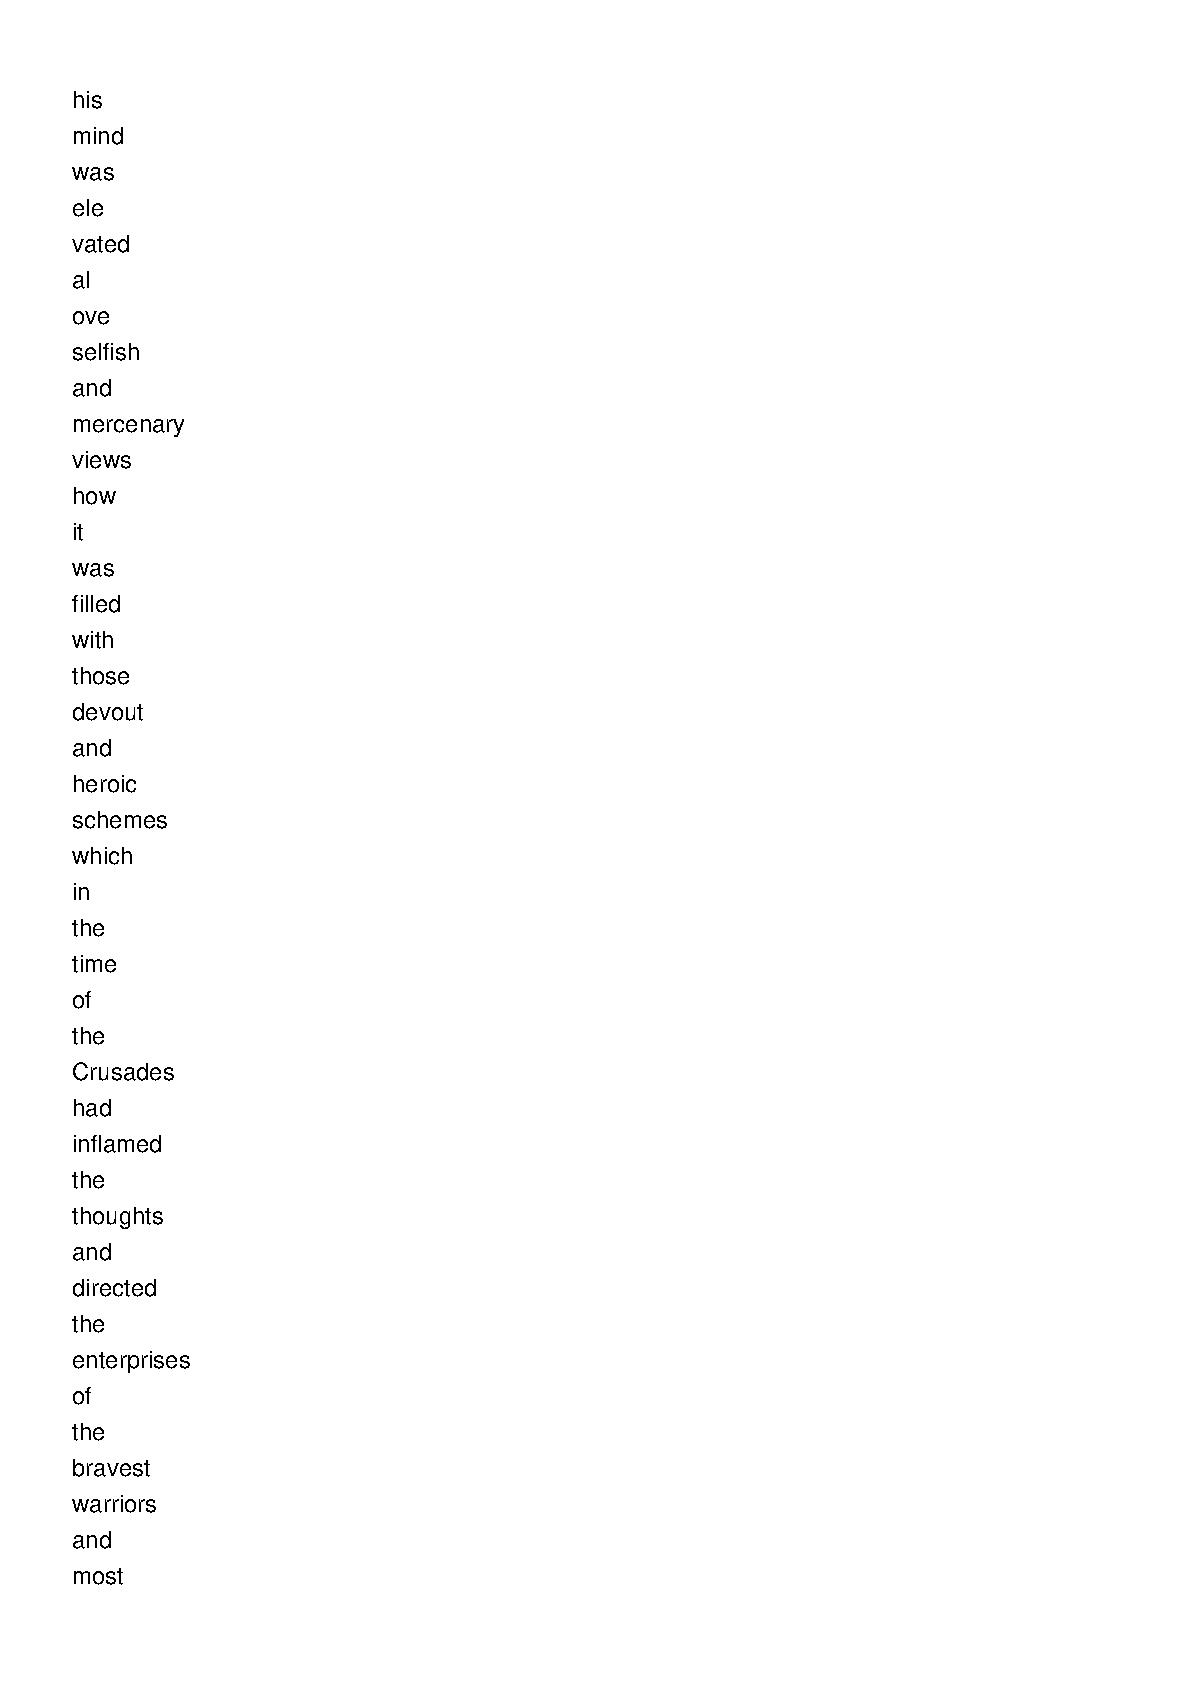 his
mind
was
ele
vated
al
ove
selfish
and
mercenary
views
how
it
was
filled
with
those
devout
and
heroic
schemes
which
in
the
time
of
the
Crusades
had
inflamed
the
thoughts
and
directed
the
enterprises
of
the
bravest
warriors
and
most